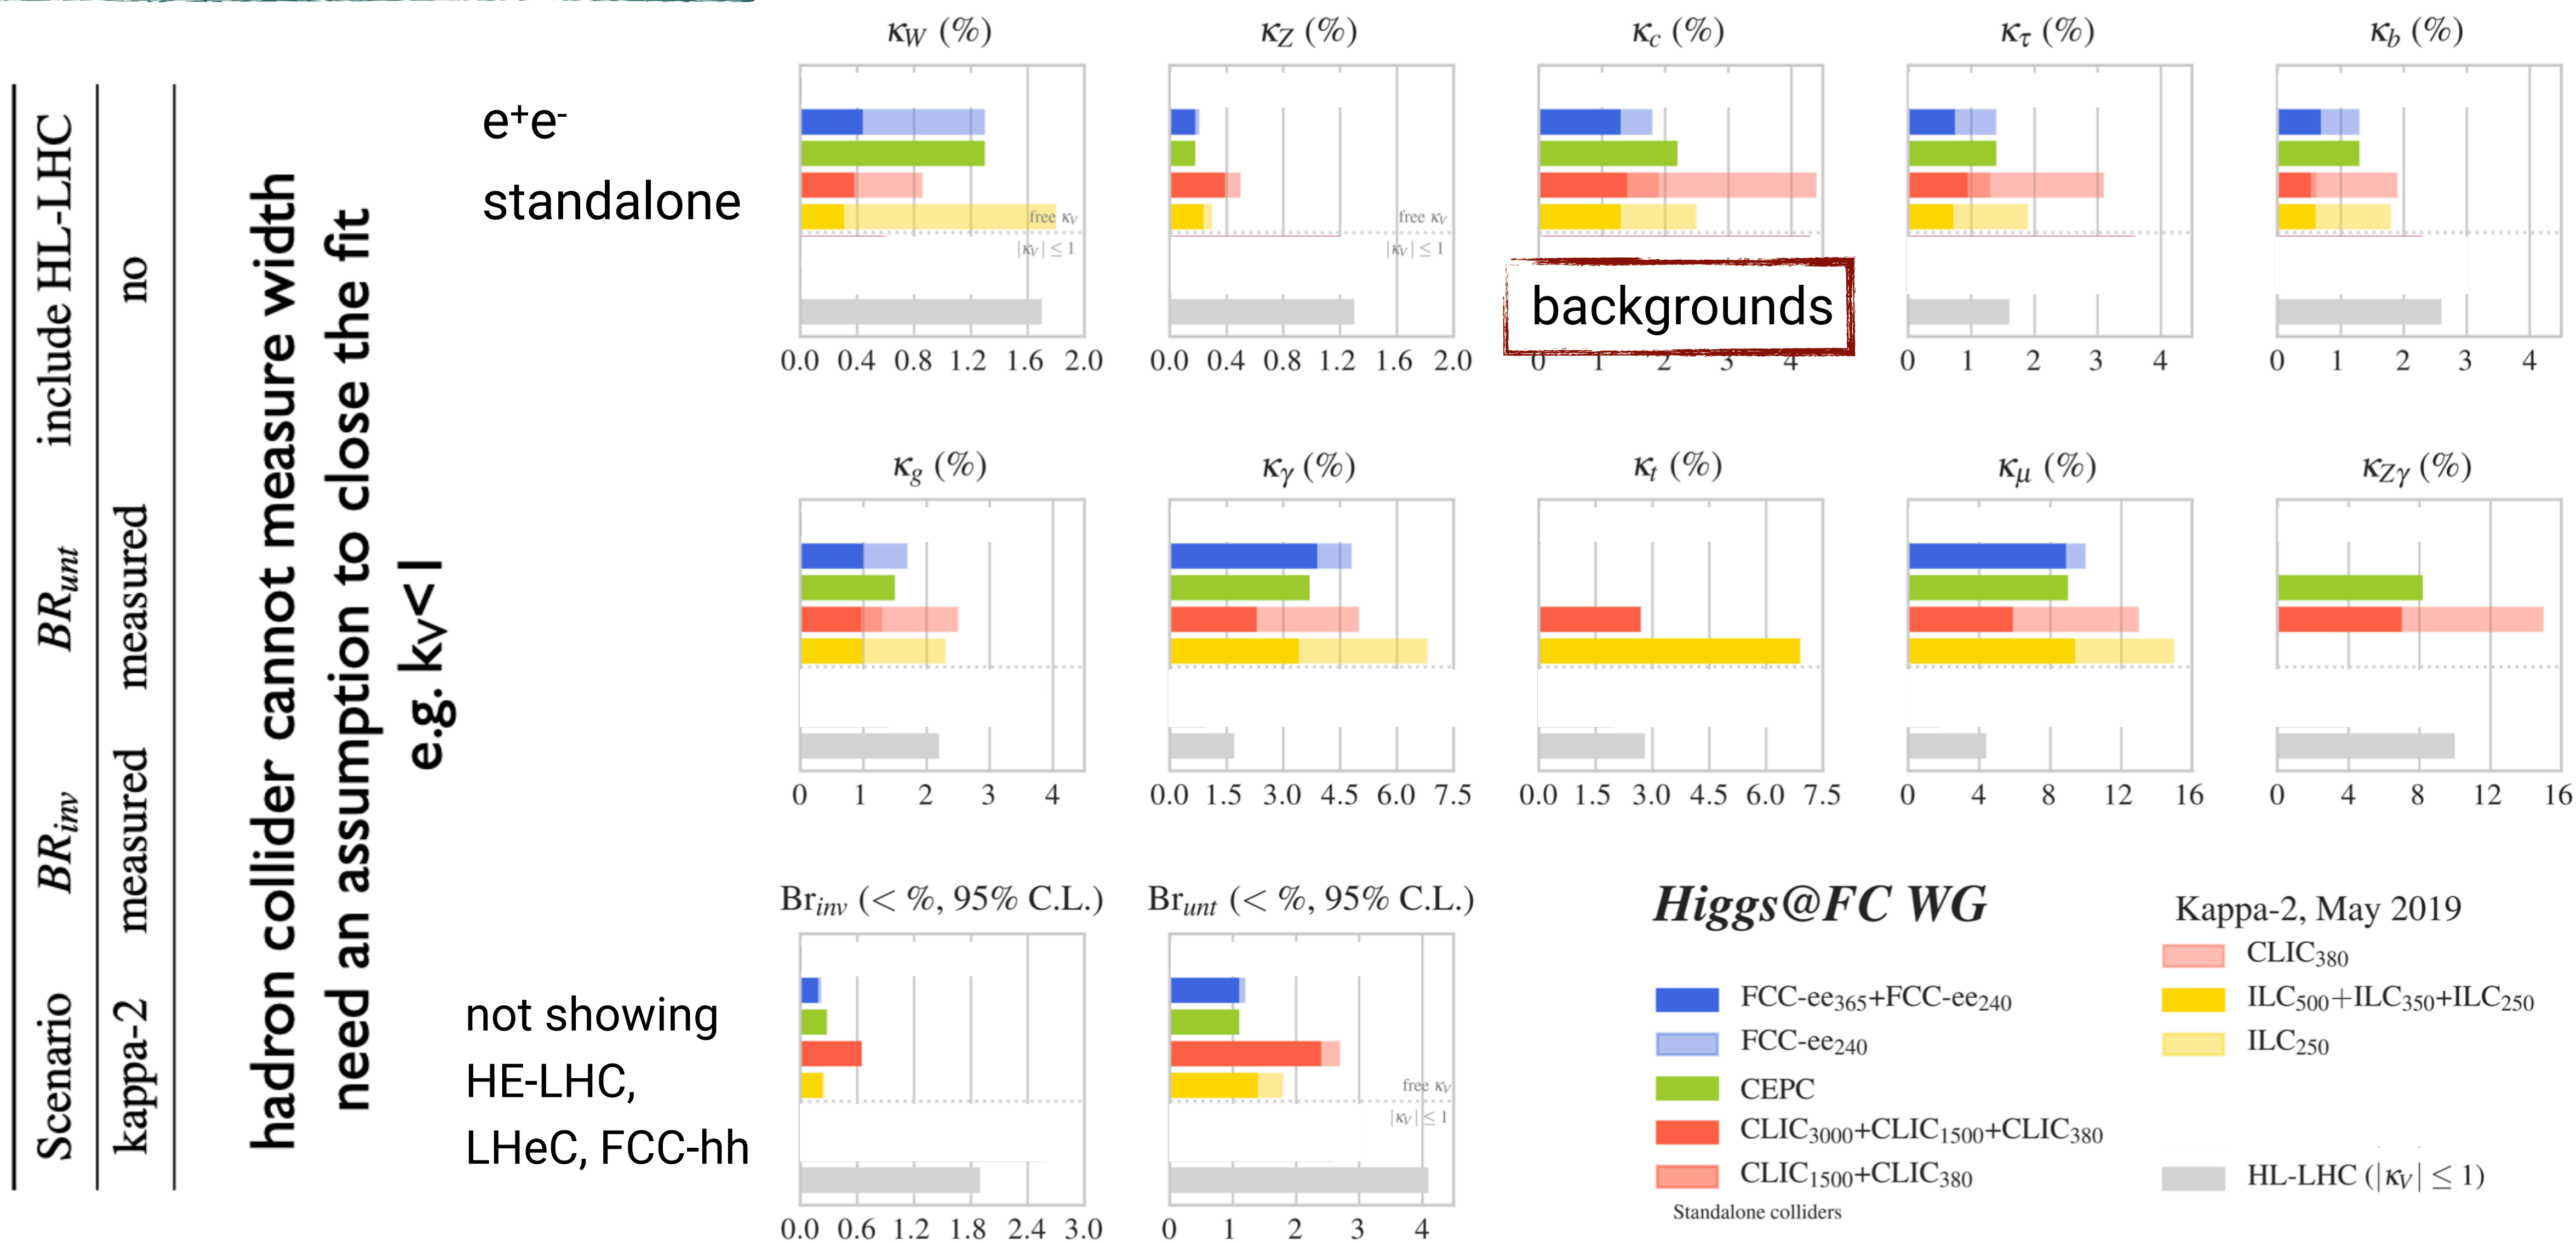 Scenario BR_inv BR_unt include HL-LHC
kappa-2 measured measured no
hadron collider cannot measure width
need an assumption to close the fit
e.g. k_V<1
e⁺e⁻
standalone
κ_W (%)
free κ_V
|κ_V| ≤ 1
0.0 0.4 0.8 1.2 1.6 2.0
κ_Z (%)
free κ_V
|κ_V| ≤ 1
0.0 0.4 0.8 1.2 1.6 2.0
κ_c (%)
backgrounds
0 1 2 3 4
κ_τ (%)
0 1 2 3 4
κ_b (%)
0 1 2 3 4
κ_g (%)
0 1 2 3 4
κ_γ (%)
0.0 1.5 3.0 4.5 6.0 7.5
κ_t (%)
0.0 1.5 3.0 4.5 6.0 7.5
κ_μ (%)
0 4 8 12 16
κ_Zγ (%)
0 4 8 12 16
not showing
HE-LHC,
LHeC, FCC-hh
Br_inv (< %, 95% C.L.)
0.0 0.6 1.2 1.8 2.4 3.0
Br_unt (< %, 95% C.L.)
free κ_V
|κ_V| ≤ 1
0 1 2 3 4
Higgs@FC WG
Kappa-2, May 2019
FCC-ee₃₆₅+FCC-ee₂₄₀
FCC-ee₂₄₀
CEPC
CLIC₃₀₀₀+CLIC₁₅₀₀+CLIC₃₈₀
CLIC₁₅₀₀+CLIC₃₈₀
Standalone colliders
CLIC₃₈₀
ILC₅₀₀+ILC₃₅₀+ILC₂₅₀
ILC₂₅₀
HL-LHC (|κ_V| ≤ 1)